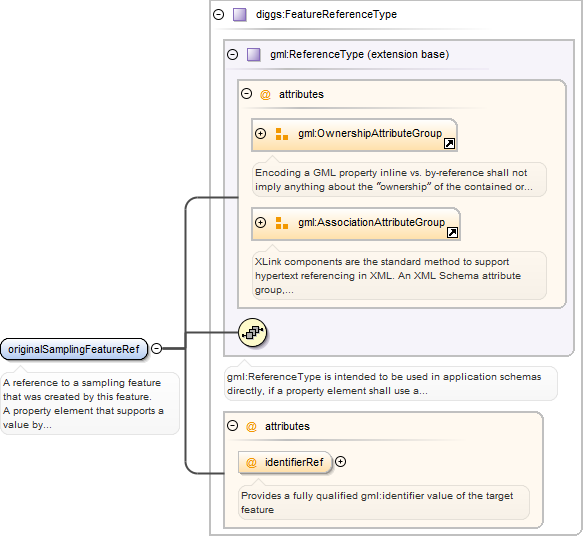 diggs:FeatureReferenceType
gml:ReferenceType (extension base)
@ attributes
gml:OwnershipAttributeGroup
Encoding a GML property inline vs. by-reference shall not
imply anything about the "ownership" of the contained or...
gml:AssociationAttributeGroup
XLink components are the standard method to support
hypertext referencing in XML. An XML Schema attribute
group,...
originalSamplingFeatureRef
A reference to a sampling feature
that was created by this feature.
A property element that supports a
value by...
gml:ReferenceType is intended to be used in application schemas
directly, if a property element shall use a...
@ attributes
@ identifierRef
Provides a fully qualified gml:identifier value of the target
feature